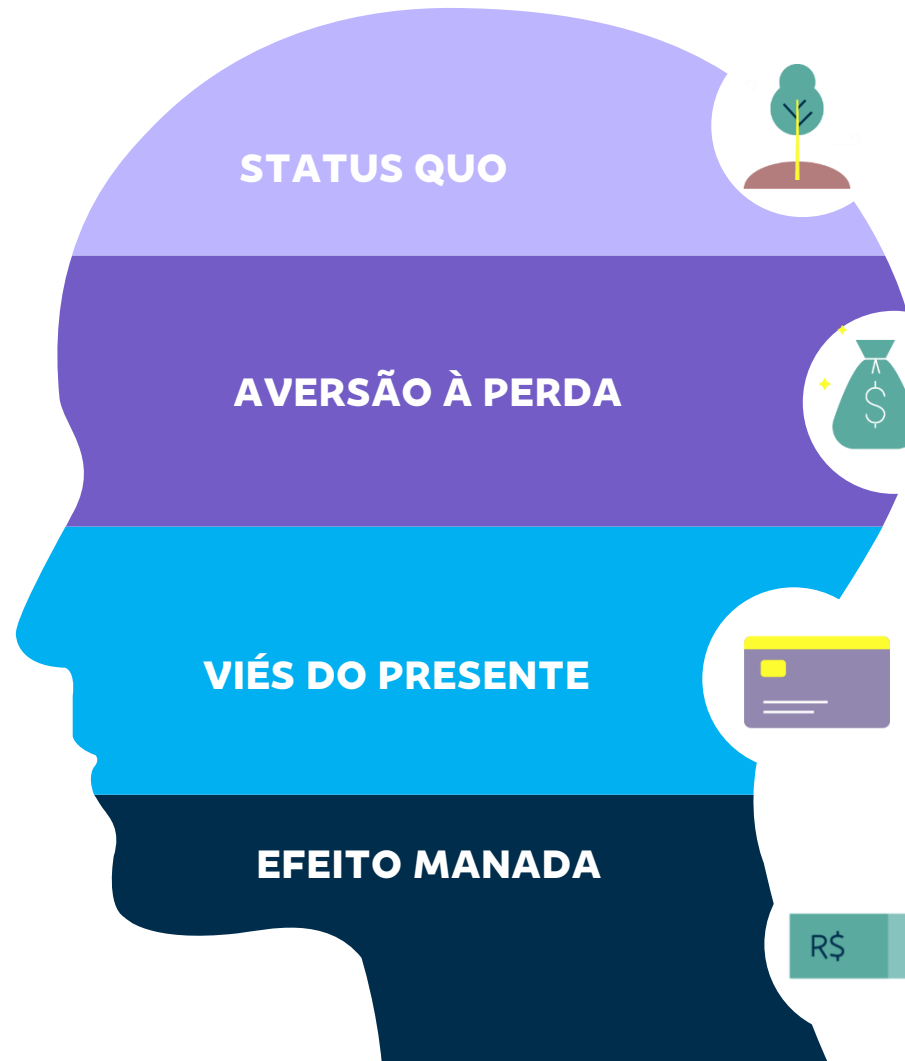 STATUS QUO
AVERSÃO À PERDA
$
VIÉS DO PRESENTE
EFEITO MANADA
R$